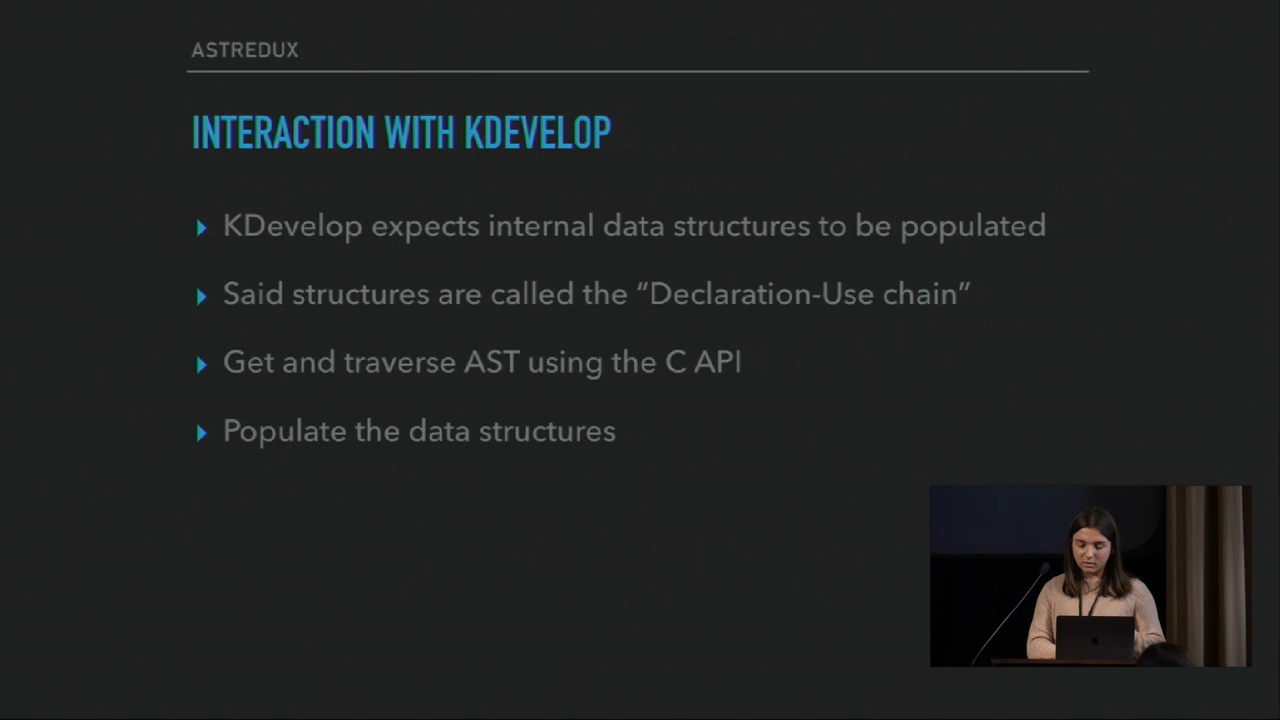 ASTREDUX
INTERACTION WITH KDEVELOP
KDevelop expects internal data structures to be populated
Said structures are called the “Declaration-Use chain”
Get and traverse AST using the C API
Populate the data structures